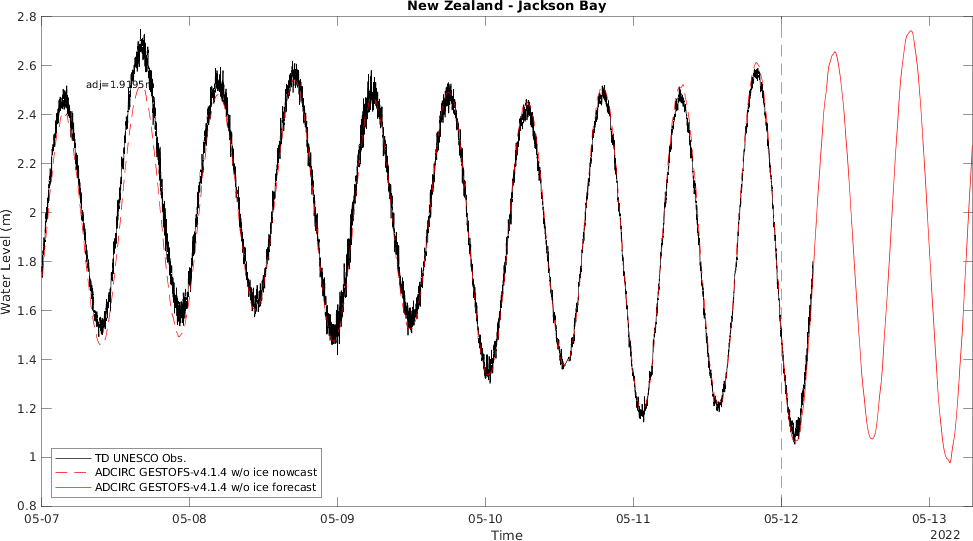 New Zealand - Jackson Bay
2.8
2.6
adj=1.9195m
2.4
2.2
2
1.8
1.6
1.4
1.2
1
0.8
Water Level (m)
TD UNESCO Obs.
ADCIRC GESTOFS-v4.1.4 w/o ice nowcast
ADCIRC GESTOFS-v4.1.4 w/o ice forecast
05-07 05-08 05-09 05-10 05-11 05-12 05-13
Time
2022